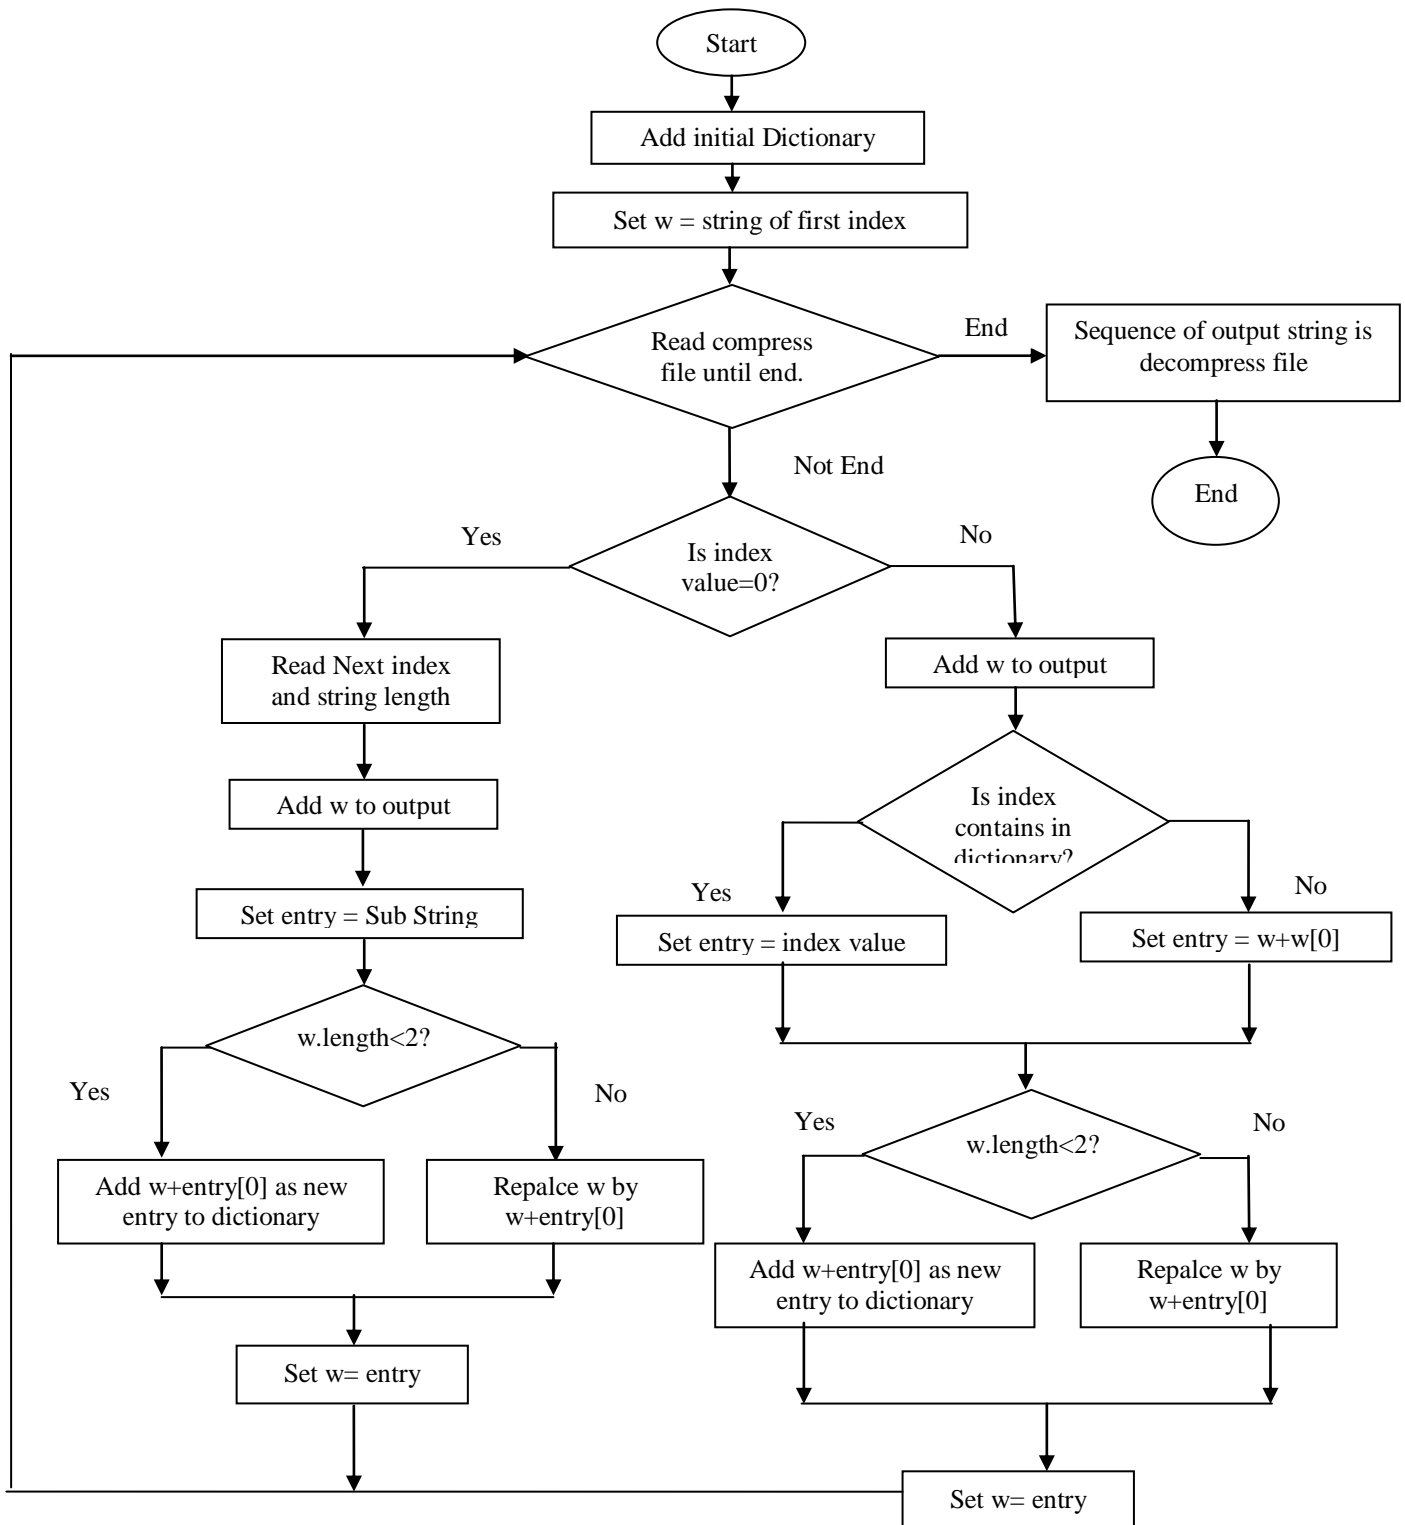 Start
Add initial Dictionary
Set w = string of first index
Read compress
file until end.
End
Sequence of output string is
decompress file
End
Not End
Is index
value=0?
Yes
No
Read Next index
and string length
Add w to output
Set entry = Sub String
w.length<2?
Yes
No
Add w+entry[0] as new
entry to dictionary
Repalce w by
w+entry[0]
Set w= entry
Add w to output
Is index
contains in
dictionary?
Yes
No
Set entry = index value
Set entry = w+w[0]
w.length<2?
Yes
No
Add w+entry[0] as new
entry to dictionary
Repalce w by
w+entry[0]
Set w= entry